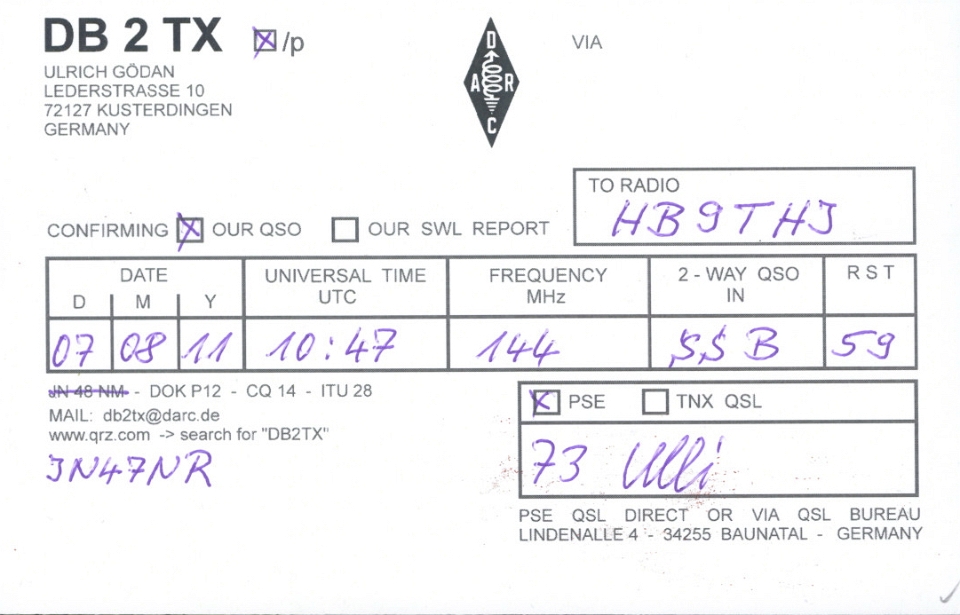 DB 2 TX ☒ /p
ULRICH GÖDAN
LEDERSTRASSE 10
72127 KUSTERDINGEN
GERMANY
D
A R
C
VIA
TO RADIO
HB9THJ
CONFIRMING ☒ OUR QSO ☐ OUR SWL REPORT
DATE UNIVERSAL TIME FREQUENCY 2 - WAY QSO R S T
D M Y UTC MHz IN
07 08 11 10:47 144 SSB 59
JN 48 NM - DOK P12 - CQ 14 - ITU 28
MAIL: db2tx@darc.de
www.qrz.com -> search for "DB2TX"
JN47NR
☒ PSE ☐ TNX QSL
73 Ulli
PSE QSL DIRECT OR VIA QSL BUREAU
LINDENALLE 4 - 34255 BAUNATAL - GERMANY